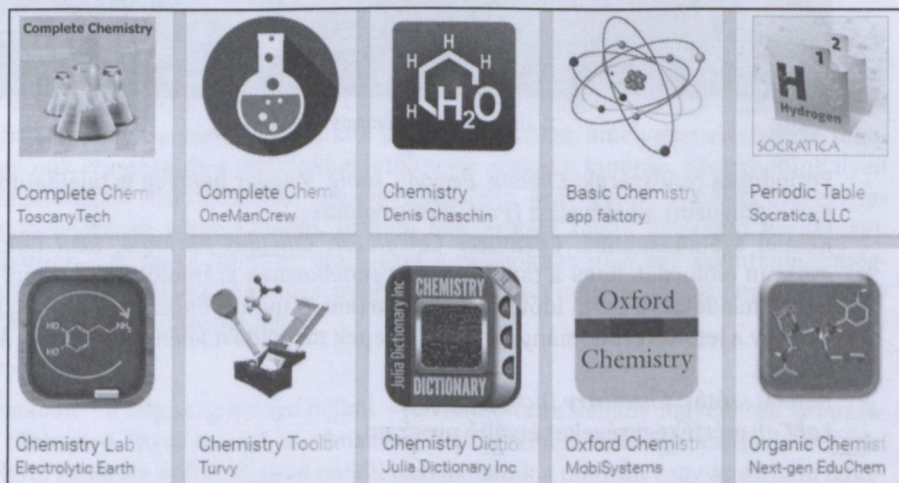 Complete Chemistry
Complete Chemi
ToscanyTech
Complete Chem
OneManCrew
H
H
H
H
H₂O
Chemistry
Denis Chaschin
Basic Chemistry
app faktory
1
2
H
Hydrogen
SOCRATICA
Periodic Table
Socratica, LLC
HO
HO
NH₂
Chemistry Lab
Electrolytic Earth
Chemistry Toolb
Turvy
Julia Dictionary Inc
CHEMISTRY
DICTIONARY
Chemistry Dictio
Julia Dictionary Inc
Oxford
Chemistry
Oxford Chemistr
MobiSystems
Organic Chemist
Next-gen EduChem